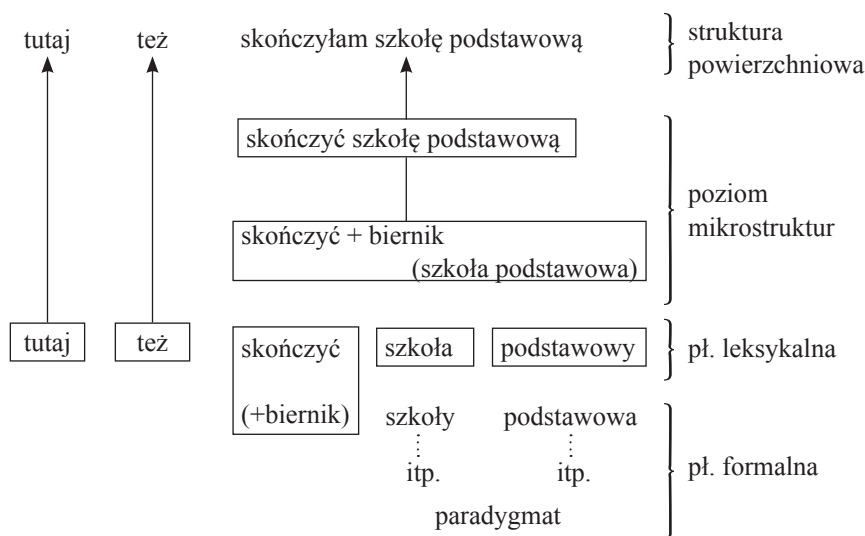 tutaj też skończyłam szkołę podstawową struktura
powierzchniowa
skończyć szkołę podstawową
poziom
mikrostruktur
skończyć + biernik
(szkoła podstawowa)
tutaj też skończyć szkoła podstawowy pł. leksykalna
(+biernik) szkoły podstawowa
itp. itp. pł. formalna
paradygmat